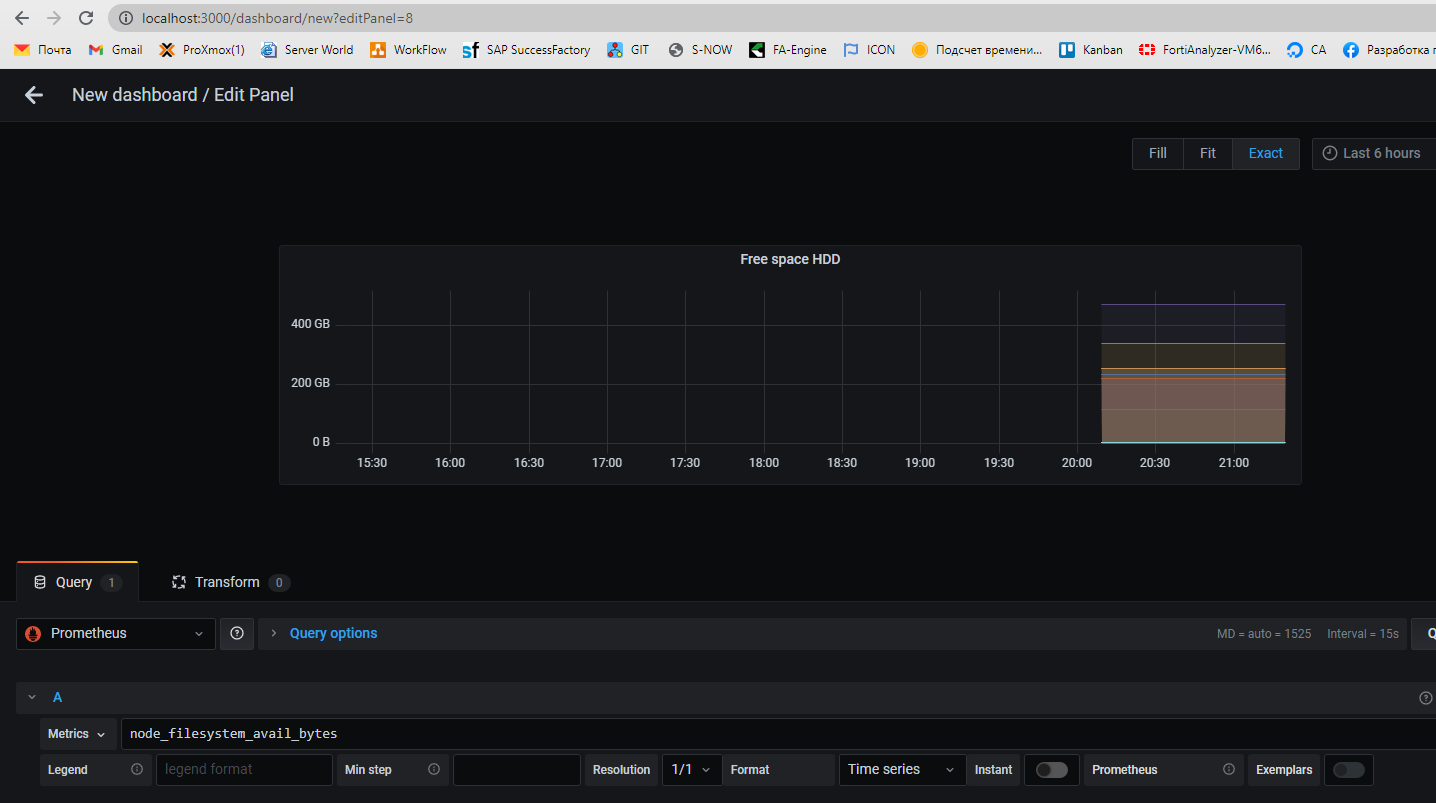 localhost:3000/dashboard/new?editPanel=8
Почта Gmail ProXmox(1) Server World WorkFlow SAP SuccessFactory GIT S-NOW FA-Engine ICON Подсчет времени... Kanban FortiAnalyzer-VM6... CA Разработка
New dashboard / Edit Panel
Fill Fit Exact Last 6 hours
Free space HDD
400 GB
200 GB
0 B
15:30 16:00 16:30 17:00 17:30 18:00 18:30 19:00 19:30 20:00 20:30 21:00
Query 1 Transform 0
Prometheus Query options MD = auto = 1525 Interval = 15s
A
Metrics node_filesystem_avail_bytes
Legend legend format Min step Resolution 1/1 Format Time series Instant Prometheus Exemplars